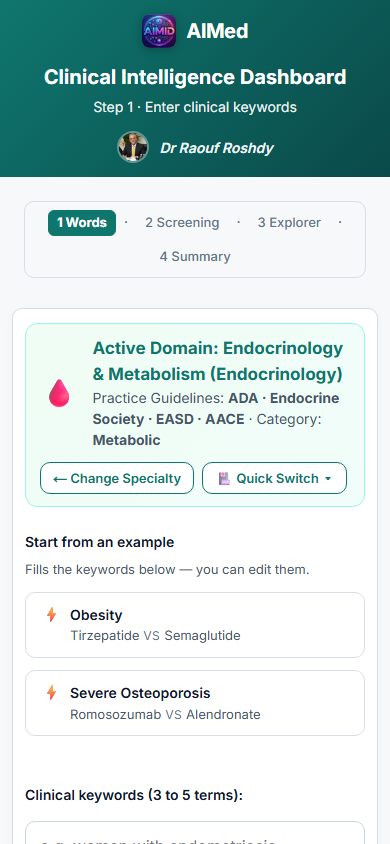 AIMID
AIMed
Clinical Intelligence Dashboard
Step 1 · Enter clinical keywords
Dr Raouf Roshdy
1 Words · 2 Screening · 3 Explorer ·
4 Summary
Active Domain: Endocrinology
& Metabolism (Endocrinology)
Practice Guidelines: ADA · Endocrine
Society · EASD · AACE · Category:
Metabolic
← Change Specialty
Quick Switch ▾
Start from an example
Fills the keywords below — you can edit them.
Obesity
Tirzepatide VS Semaglutide
Severe Osteoporosis
Romosozumab VS Alendronate
Clinical keywords (3 to 5 terms):
e.g. woman with endometriosis